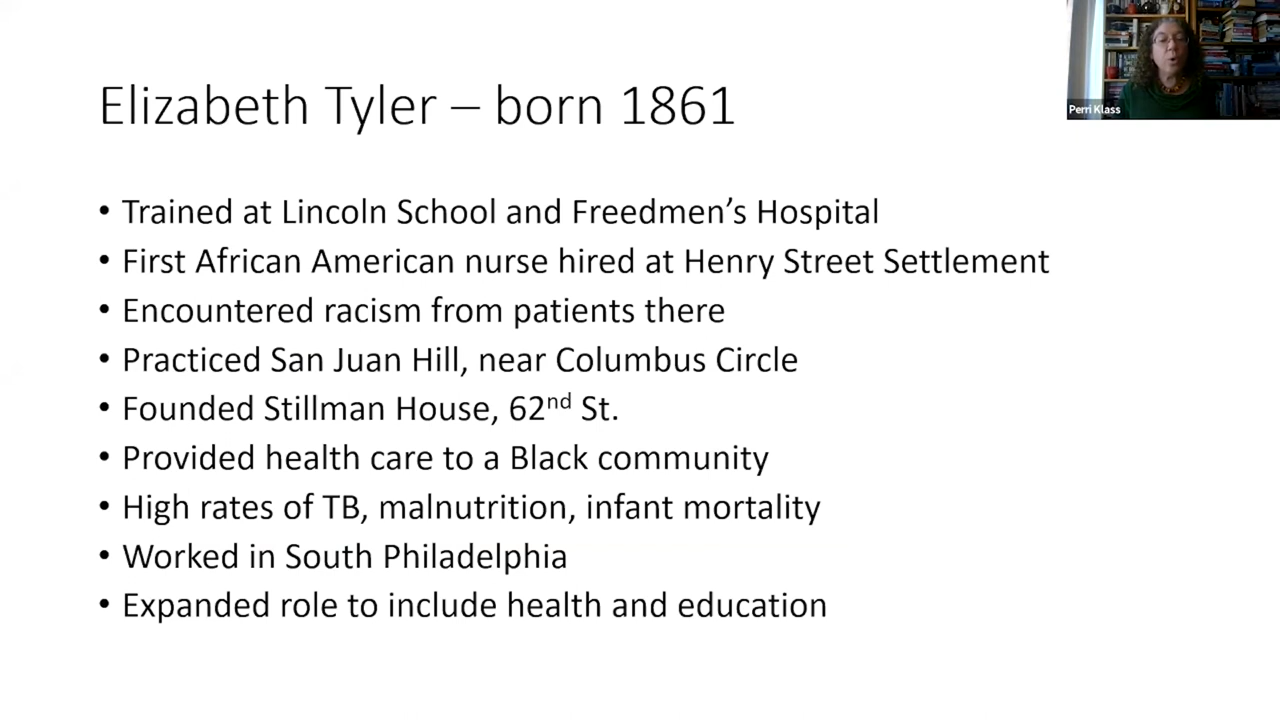 Elizabeth Tyler – born 1861
Perri Klass
• Trained at Lincoln School and Freedmen’s Hospital
• First African American nurse hired at Henry Street Settlement
• Encountered racism from patients there
• Practiced San Juan Hill, near Columbus Circle
• Founded Stillman House, 62nd St.
• Provided health care to a Black community
• High rates of TB, malnutrition, infant mortality
• Worked in South Philadelphia
• Expanded role to include health and education